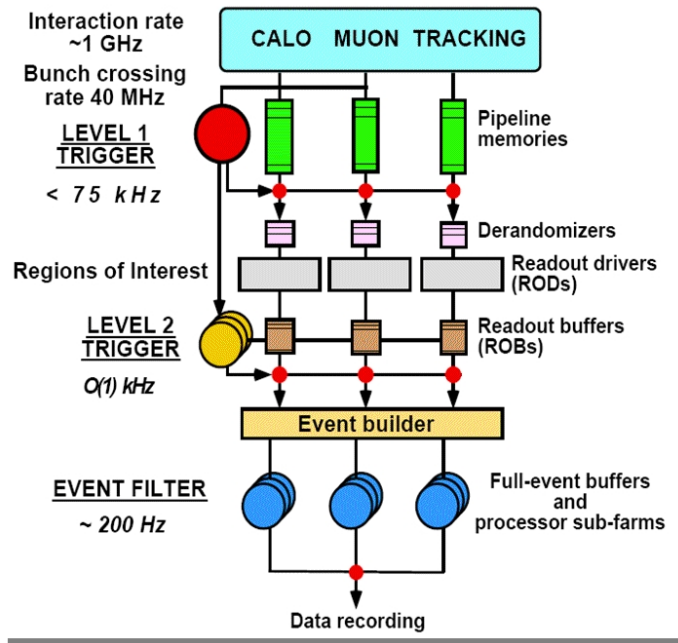 Interaction rate
~1 GHz
CALO MUON TRACKING
Bunch crossing
rate 40 MHz
Pipeline
memories
LEVEL 1
TRIGGER
< 75 kHz
Derandomizers
Regions of Interest
Readout drivers
(RODs)
LEVEL 2
TRIGGER
Readout buffers
(ROBs)
O(1) kHz
Event builder
EVENT FILTER
~ 200 Hz
Full-event buffers
and
processor sub-farms
Data recording